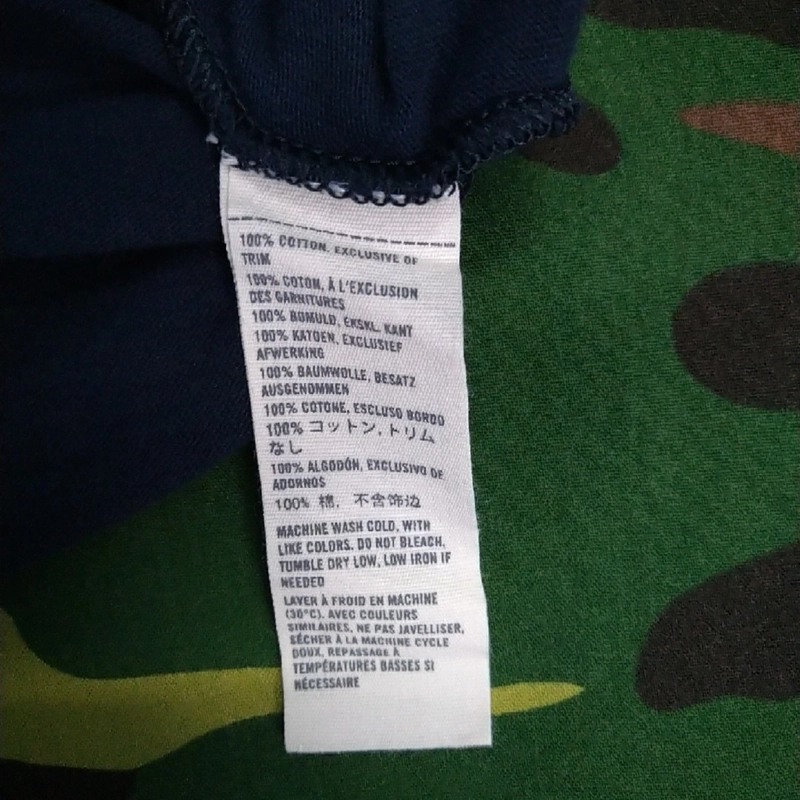 100% COTTON, EXCLUSIVE OF
TRIM
100% COTON, À L'EXCLUSION
DES GARNITURES
100% BOMULD, EKSKL. KANT
100% KATOEN, EXCLUSIEF
AFWERKING
100% BAUMWOLLE, BESATZ
AUSGENOMMEN
100% COTONE, ESCLUSO BORDO
100% コットン,トリム
なし
100% ALGODÓN, EXCLUSIVO DE
ADORNOS
100% 棉, 不含饰边
MACHINE WASH COLD, WITH
LIKE COLORS. DO NOT BLEACH,
TUMBLE DRY LOW, LOW IRON IF
NEEDED
LAVER À FROID EN MACHINE
(30°C). AVEC COULEURS
SIMILAIRES, NE PAS JAVELLISER,
SÉCHER À LA MACHINE CYCLE
DOUX, REPASSAGE À
TEMPÉRATURES BASSES SI
NÉCESSAIRE